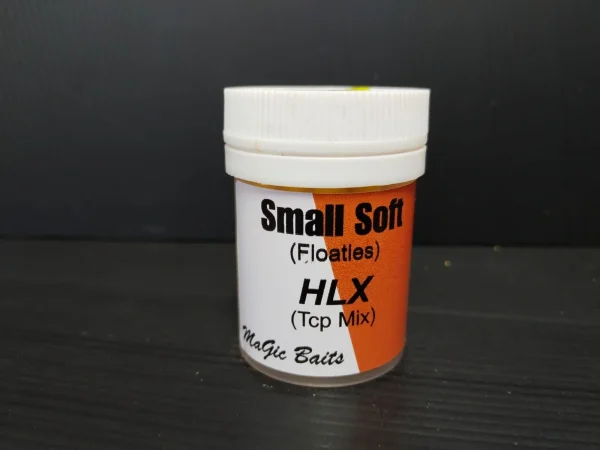 Small Soft
(Floaties)
HLX
(Tcp Mix)
MaGic Baits